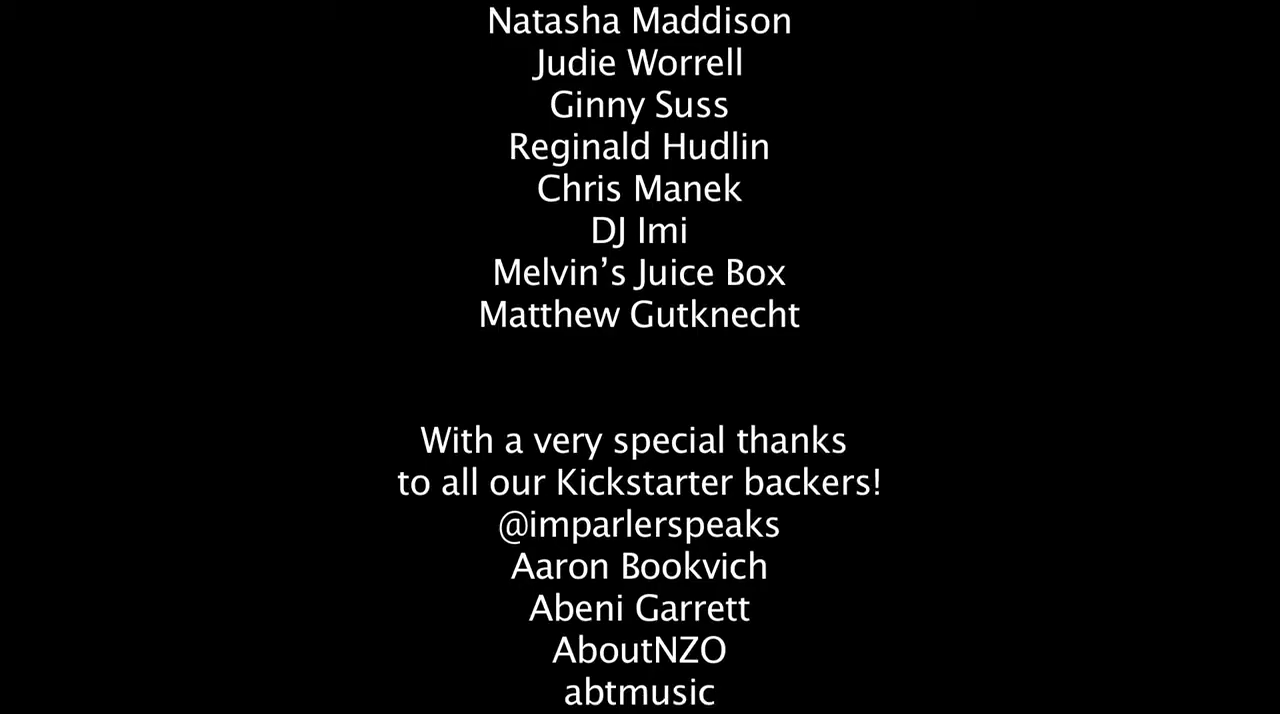 Natasha Maddison
Judie Worrell
Ginny Suss
Reginald Hudlin
Chris Manek
DJ Imi
Melvin’s Juice Box
Matthew Gutknecht
With a very special thanks
to all our Kickstarter backers!
@imparlerspeaks
Aaron Bookvich
Abeni Garrett
AboutNZO
abtmusic